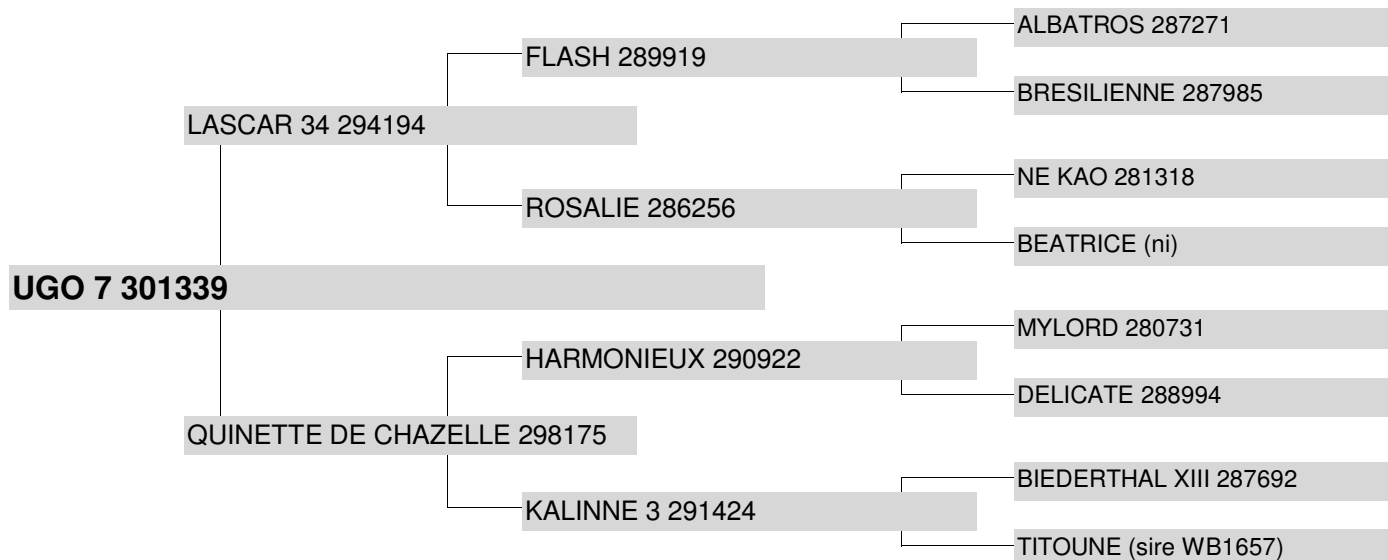 ALBATROS 287271
FLASH 289919
BRESILIENNE 287985
LASCAR 34 294194
NE KAO 281318
ROSALIE 286256
BEATRICE (ni)
UGO 7 301339
MYLORD 280731
HARMONIEUX 290922
DELICATE 288994
QUINETTE DE CHAZELLE 298175
BIEDERTHAL XIII 287692
KALINNE 3 291424
TITOUNE (sire WB1657)